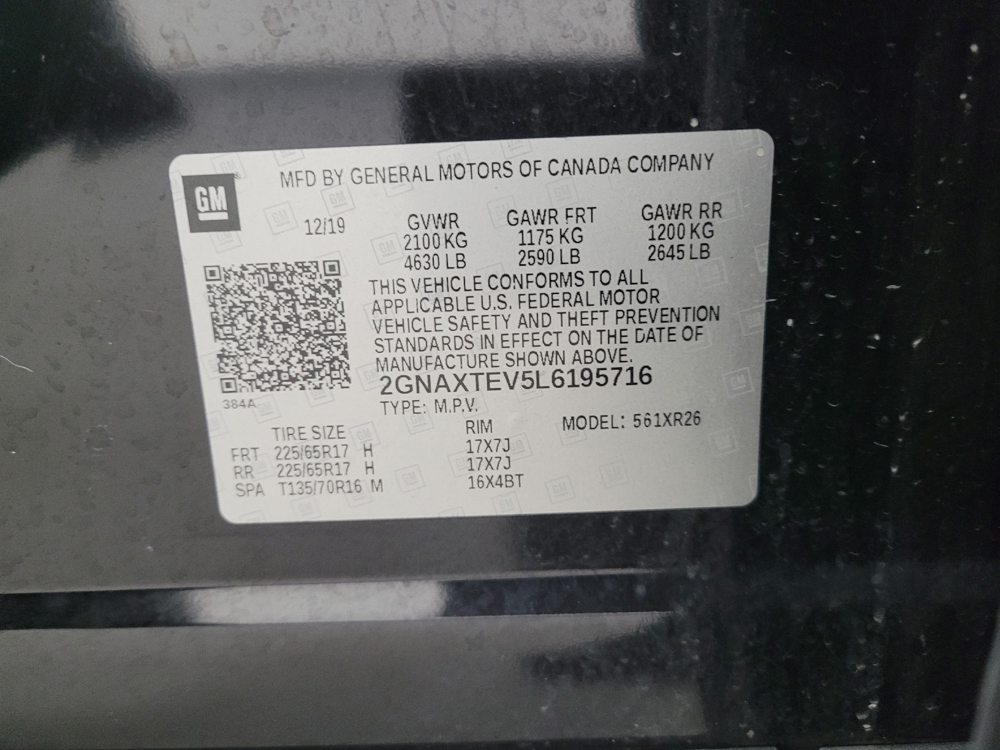 MFD BY GENERAL MOTORS OF CANADA COMPANY
GM
12/19 GVWR GAWR FRT GAWR RR
2100 KG 1175 KG 1200 KG
4630 LB 2590 LB 2645 LB
THIS VEHICLE CONFORMS TO ALL
APPLICABLE U.S. FEDERAL MOTOR
VEHICLE SAFETY AND THEFT PREVENTION
STANDARDS IN EFFECT ON THE DATE OF
MANUFACTURE SHOWN ABOVE.
2GNAXTEV5L6195716
384A
TYPE: M.P.V.
TIRE SIZE RIM MODEL: 561XR26
FRT 225/65R17 H 17X7J
RR 225/65R17 H 17X7J
SPA T135/70R16 M 16X4BT